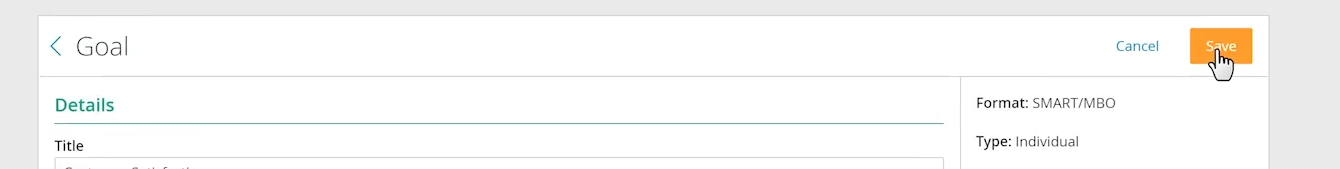 Goal
Cancel
Save
Details
Format: SMART/MBO
Title
Type: Individual